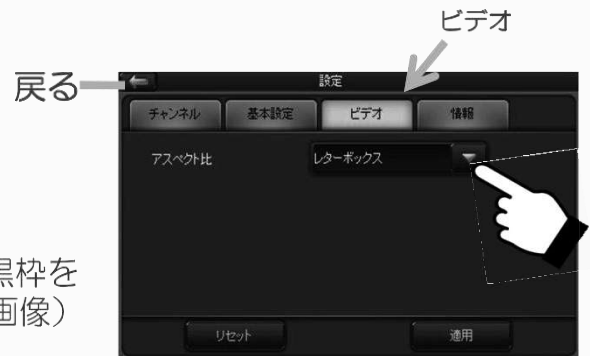 ビデオ
戻る
設定
チャンネル 基本設定 ビデオ 情報
アスペクト比 レターボックス
黒枠を
画像）
リセット 適用